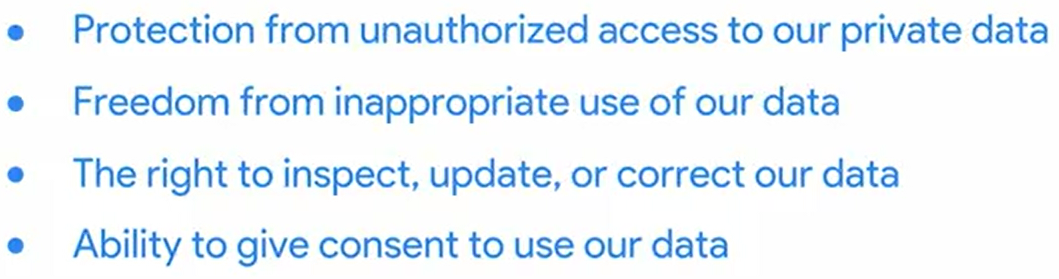 • Protection from unauthorized access to our private data
• Freedom from inappropriate use of our data
• The right to inspect, update, or correct our data
• Ability to give consent to use our data